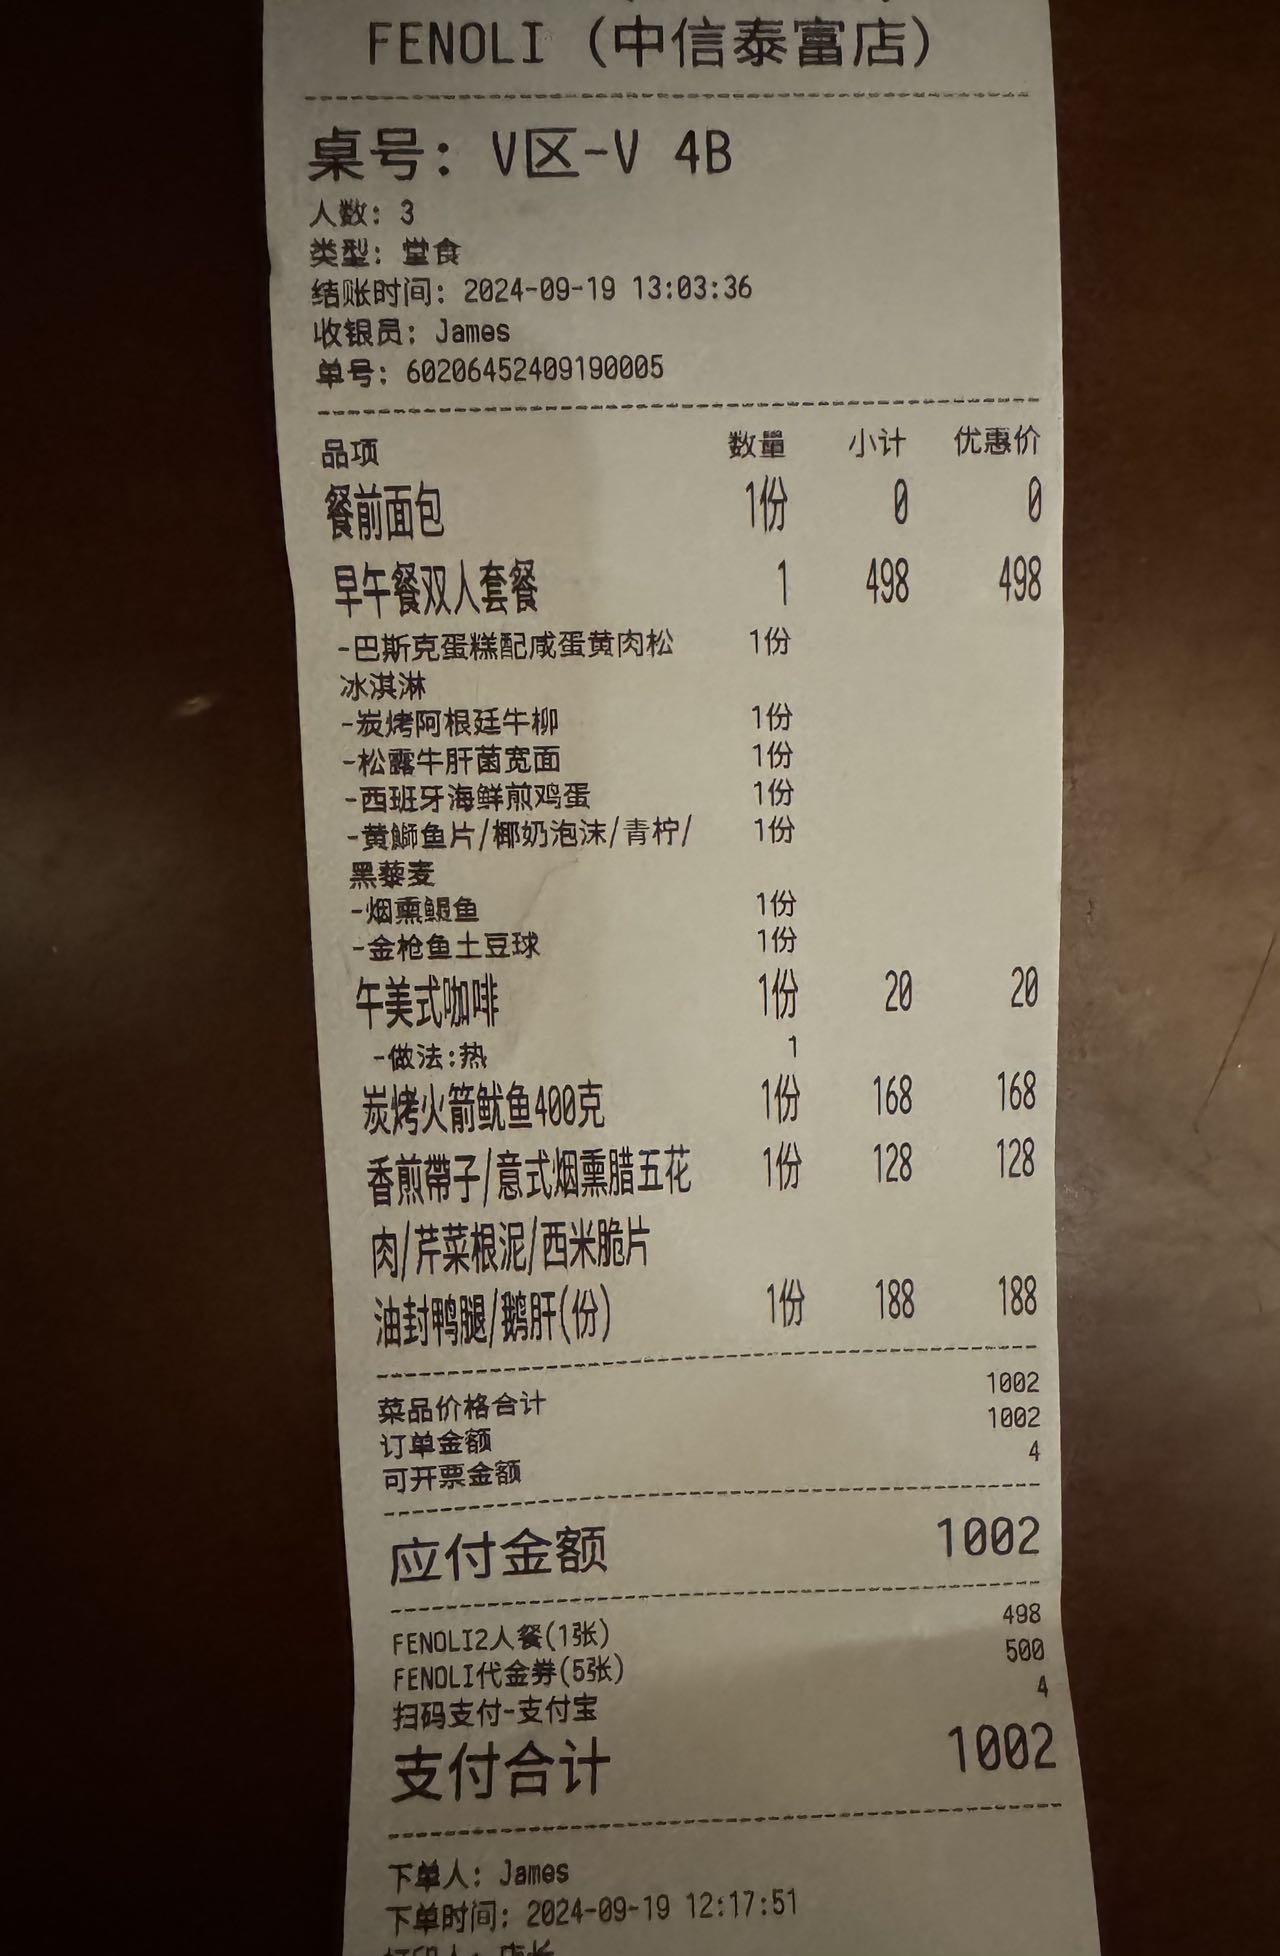 FENOLI (中信泰富店)
桌号: V区-V 4B
人数: 3
类型: 堂食
结账时间: 2024-09-19 13:03:36
收银员: James
单号: 60206452409190005
品项 数量 小计 优惠价
餐前面包 1份 0 0
早午餐双人套餐 1 498 498
-巴斯克蛋糕配咸蛋黄肉松 1份
冰淇淋
-炭烤阿根廷牛柳 1份
-松露牛肝菌宽面 1份
-西班牙海鲜煎鸡蛋 1份
-黄鰤鱼片/椰奶泡沫/青柠/ 1份
黑藜麦
-烟熏鳗鱼 1份
-金枪鱼土豆球 1份
午美式咖啡 1份 20 20
-做法:热 1
炭烤火箭鱿鱼400克 1份 168 168
香煎帶子/意式烟熏腊五花 1份 128 128
肉/芹菜根泥/西米脆片
油封鸭腿/鹅肝(份) 1份 188 188
菜品价格合计 1002
订单金额 1002
可开票金额 4
应付金额 1002
FENOLI2人餐(1张) 498
FENOLI代金券(5张) 500
扫码支付-支付宝 4
支付合计 1002
下单人: James
下单时间: 2024-09-19 12:17:51
打印人: 店长